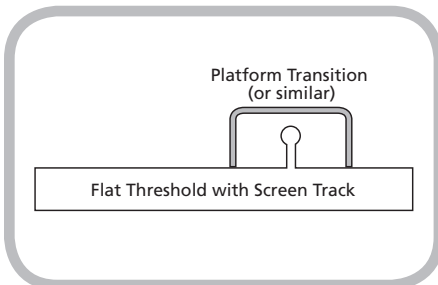 Platform Transition
(or similar)
Flat Threshold with Screen Track